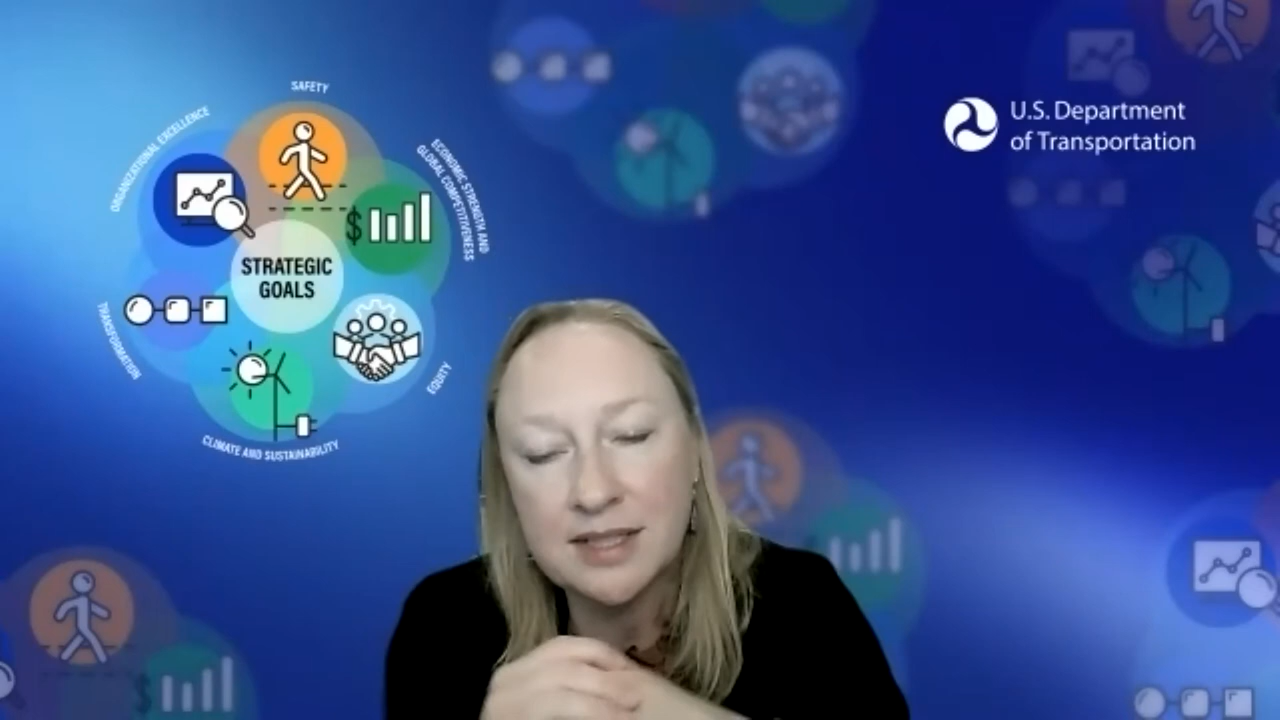 SAFETY
ORGANIZATIONAL EXCELLENCE
ECONOMIC STRENGTH AND
GLOBAL COMPETITIVENESS
$
STRATEGIC
GOALS
TRANSFORMATION
EQUITY
CLIMATE AND SUSTAINABILITY
U.S. Department
of Transportation
$